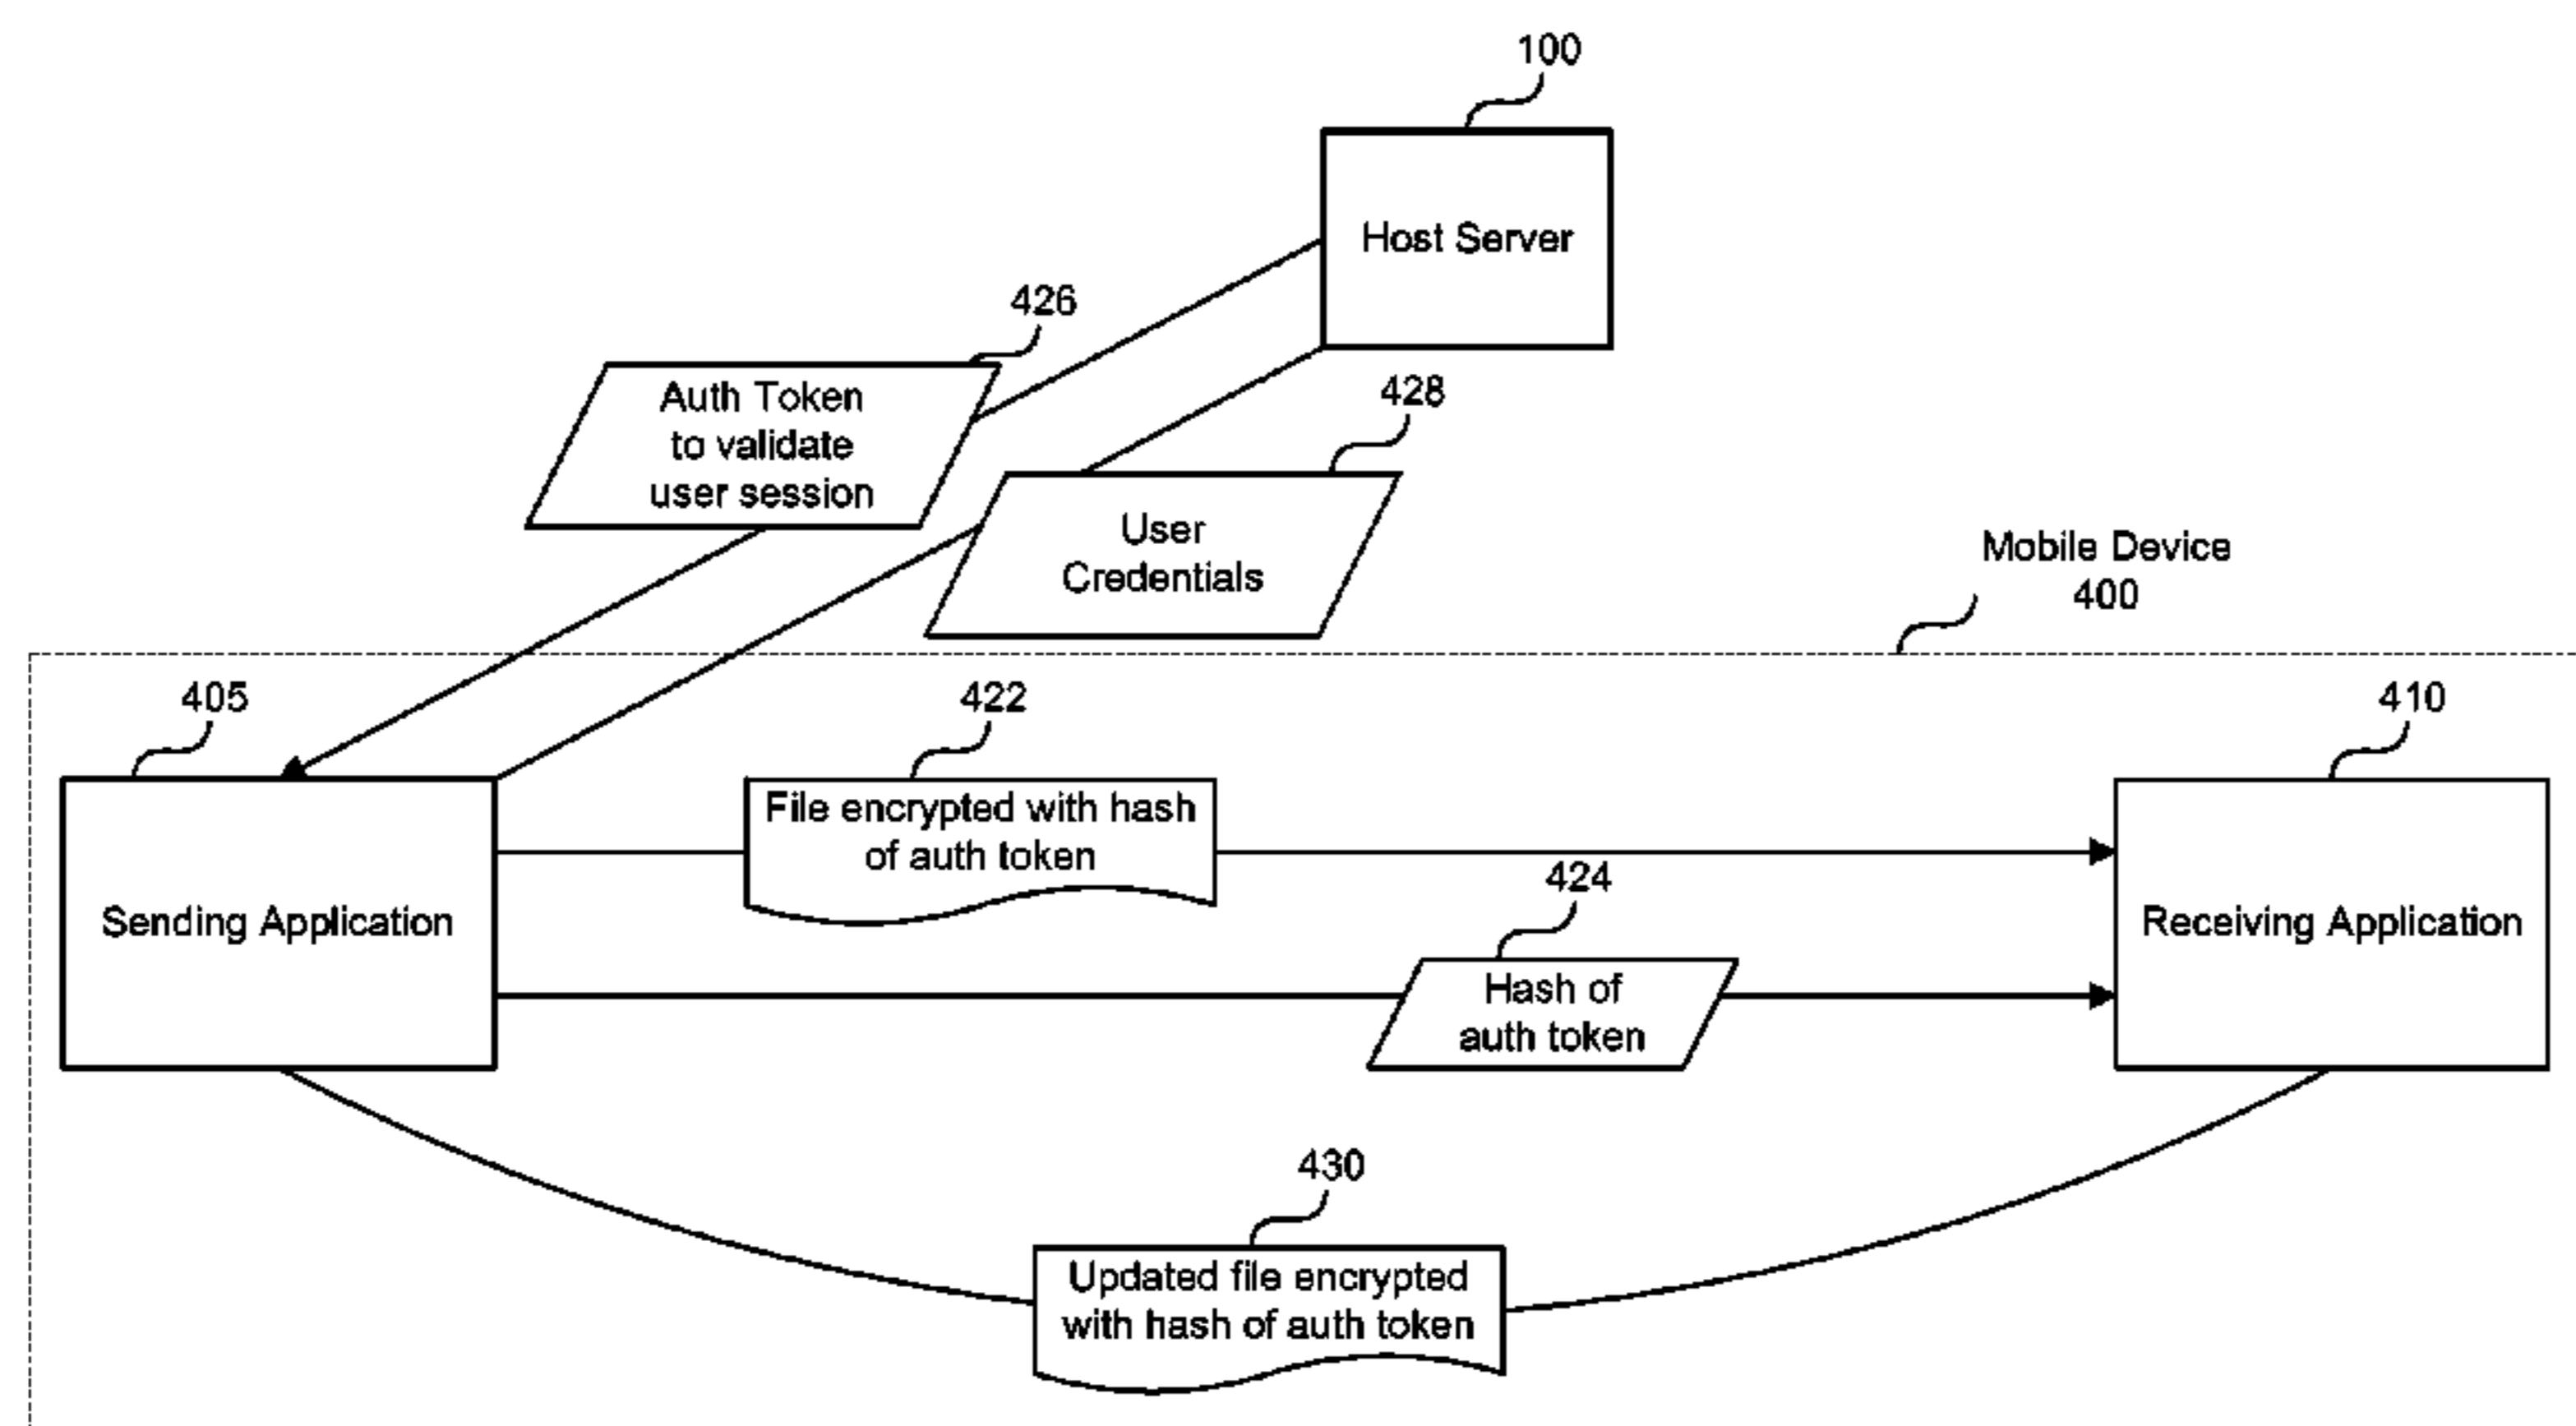 100
Host Server
426
Auth Token
to validate
user session
428
User
Credentials
Mobile Device
400
405
422
410
File encrypted with hash
of auth token
424
Sending Application
Receiving Application
Hash of
auth token
430
Updated file encrypted
with hash of auth token